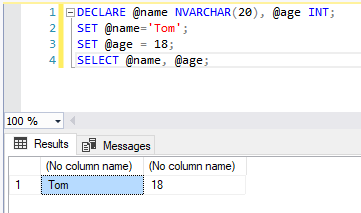 1 DECLARE @name NVARCHAR(20), @age INT;
2 SET @name='Tom';
3 SET @age = 18;
4 SELECT @name, @age;
100 %
Results Messages
(No column name) (No column name)
1 Tom 18